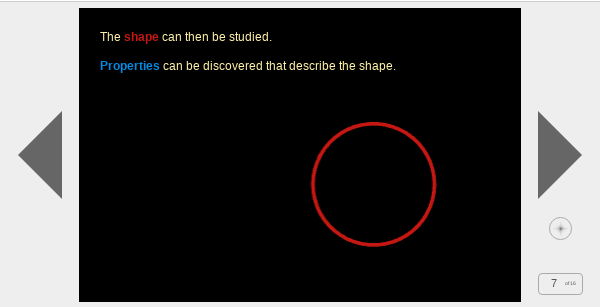 The shape can then be studied.
Properties can be discovered that describe the shape.
7 of 16